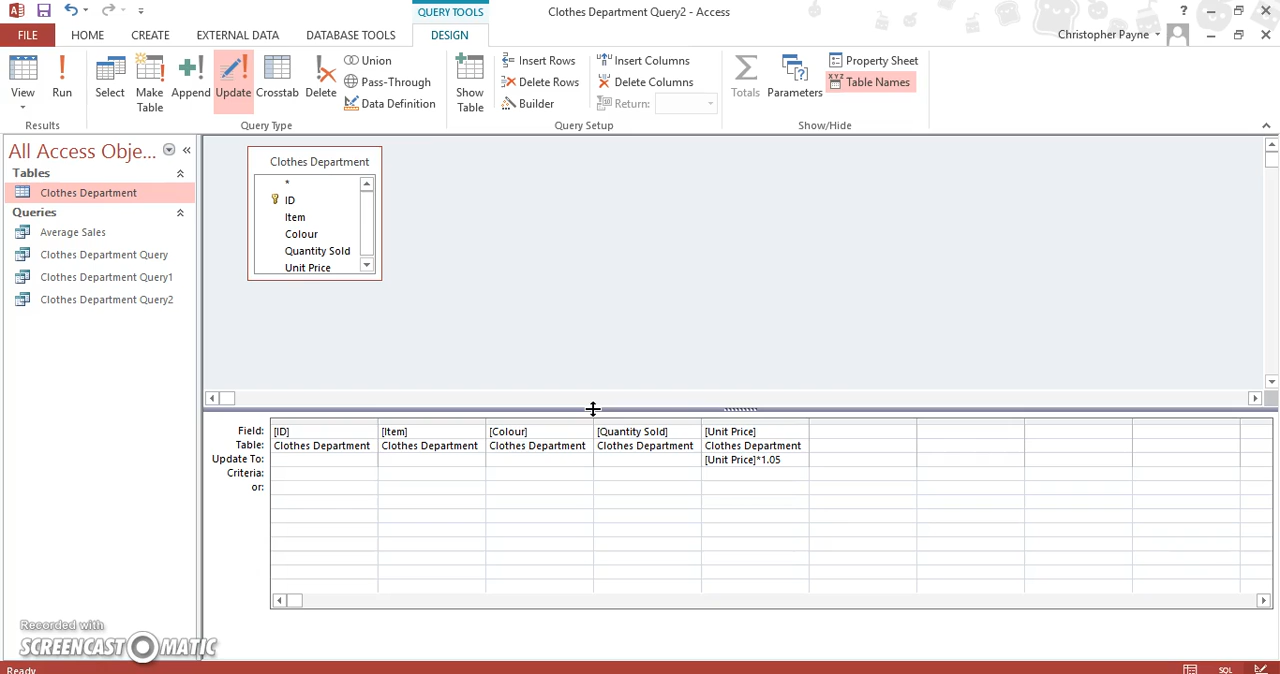 QUERY TOOLS
Clothes Department Query2 - Access
?
FILE HOME CREATE EXTERNAL DATA DATABASE TOOLS DESIGN
Christopher Payne
View Run Select Make Table Append Update Crosstab Delete
Union
Pass-Through
Data Definition
Show Table
Insert Rows
Delete Rows
Builder
Insert Columns
Delete Columns
Return:
Totals
Parameters
Property Sheet
Table Names
Results Query Type Query Setup Show/Hide
All Access Obje...
Tables
Clothes Department
Queries
Average Sales
Clothes Department Query
Clothes Department Query1
Clothes Department Query2
Clothes Department
*
ID
Item
Colour
Quantity Sold
Unit Price
Field: [ID] [Item] [Colour] [Quantity Sold] [Unit Price]
Table: Clothes Department Clothes Department Clothes Department Clothes Department Clothes Department
Update To: [Unit Price]*1.05
Criteria:
or:
Recorded with
SCREENCAST MATIC
Ready
SQL